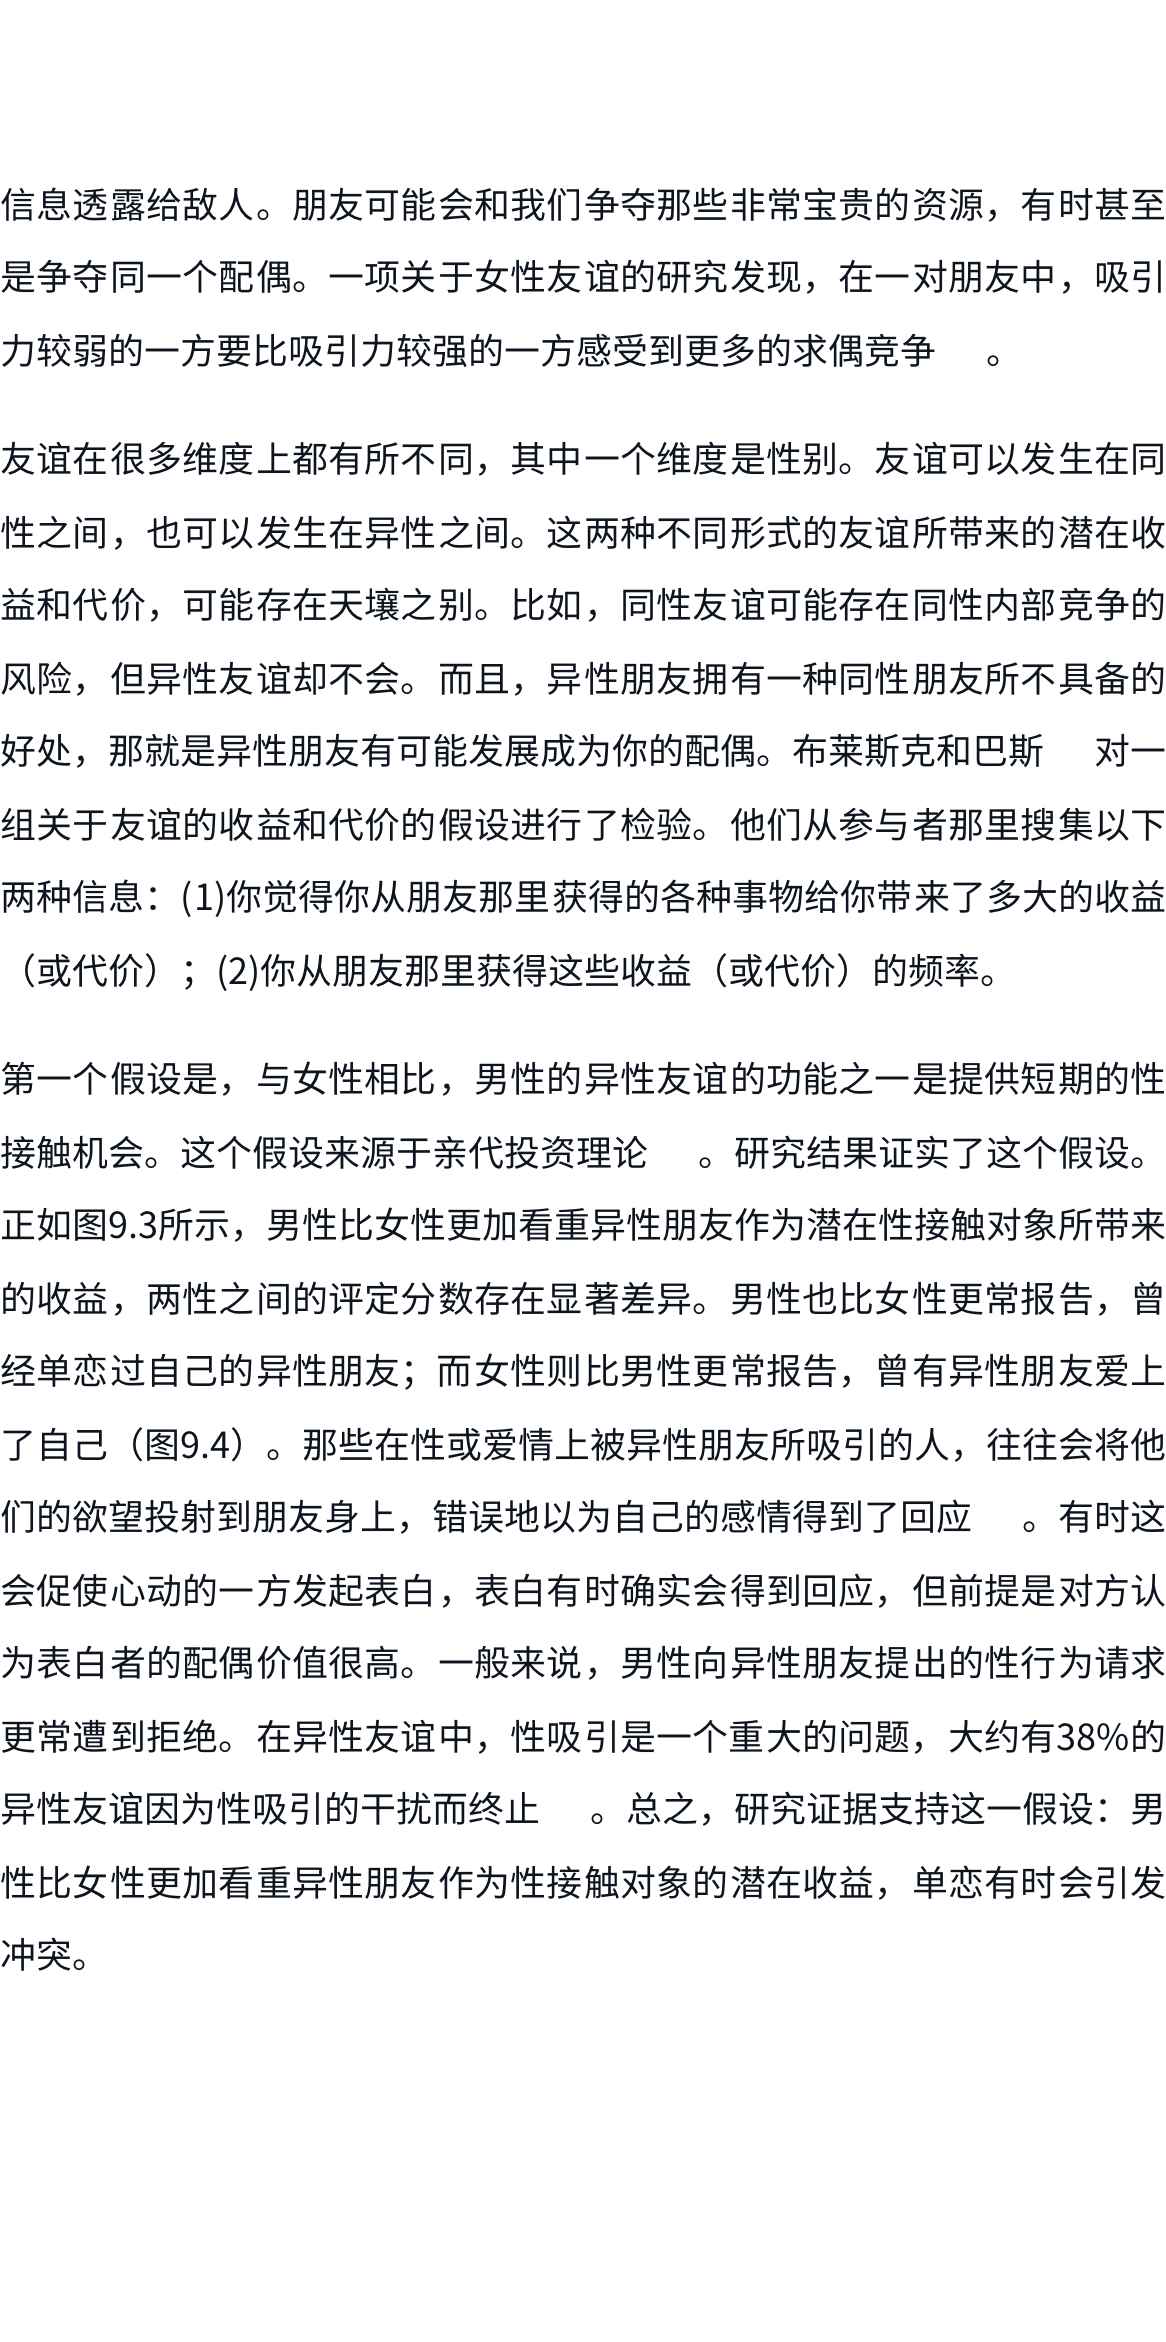 信息透露给敌人。朋友可能会和我们争夺那些非常宝贵的资源，有时甚至
是争夺同一个配偶。一项关于女性友谊的研究发现，在一对朋友中，吸引
力较弱的一方要比吸引力较强的一方感受到更多的求偶竞争　。
友谊在很多维度上都有所不同，其中一个维度是性别。友谊可以发生在同
性之间，也可以发生在异性之间。这两种不同形式的友谊所带来的潜在收
益和代价，可能存在天壤之别。比如，同性友谊可能存在同性内部竞争的
风险，但异性友谊却不会。而且，异性朋友拥有一种同性朋友所不具备的
好处，那就是异性朋友有可能发展成为你的配偶。布莱斯克和巴斯　对一
组关于友谊的收益和代价的假设进行了检验。他们从参与者那里搜集以下
两种信息：(1)你觉得你从朋友那里获得的各种事物给你带来了多大的收益
（或代价）；(2)你从朋友那里获得这些收益（或代价）的频率。
第一个假设是，与女性相比，男性的异性友谊的功能之一是提供短期的性
接触机会。这个假设来源于亲代投资理论　。研究结果证实了这个假设。
正如图9.3所示，男性比女性更加看重异性朋友作为潜在性接触对象所带来
的收益，两性之间的评定分数存在显著差异。男性也比女性更常报告，曾
经单恋过自己的异性朋友；而女性则比男性更常报告，曾有异性朋友爱上
了自己（图9.4）。那些在性或爱情上被异性朋友所吸引的人，往往会将他
们的欲望投射到朋友身上，错误地以为自己的感情得到了回应　。有时这
会促使心动的一方发起表白，表白有时确实会得到回应，但前提是对方认
为表白者的配偶价值很高。一般来说，男性向异性朋友提出的性行为请求
更常遭到拒绝。在异性友谊中，性吸引是一个重大的问题，大约有38%的
异性友谊因为性吸引的干扰而终止　。总之，研究证据支持这一假设：男
性比女性更加看重异性朋友作为性接触对象的潜在收益，单恋有时会引发
冲突。